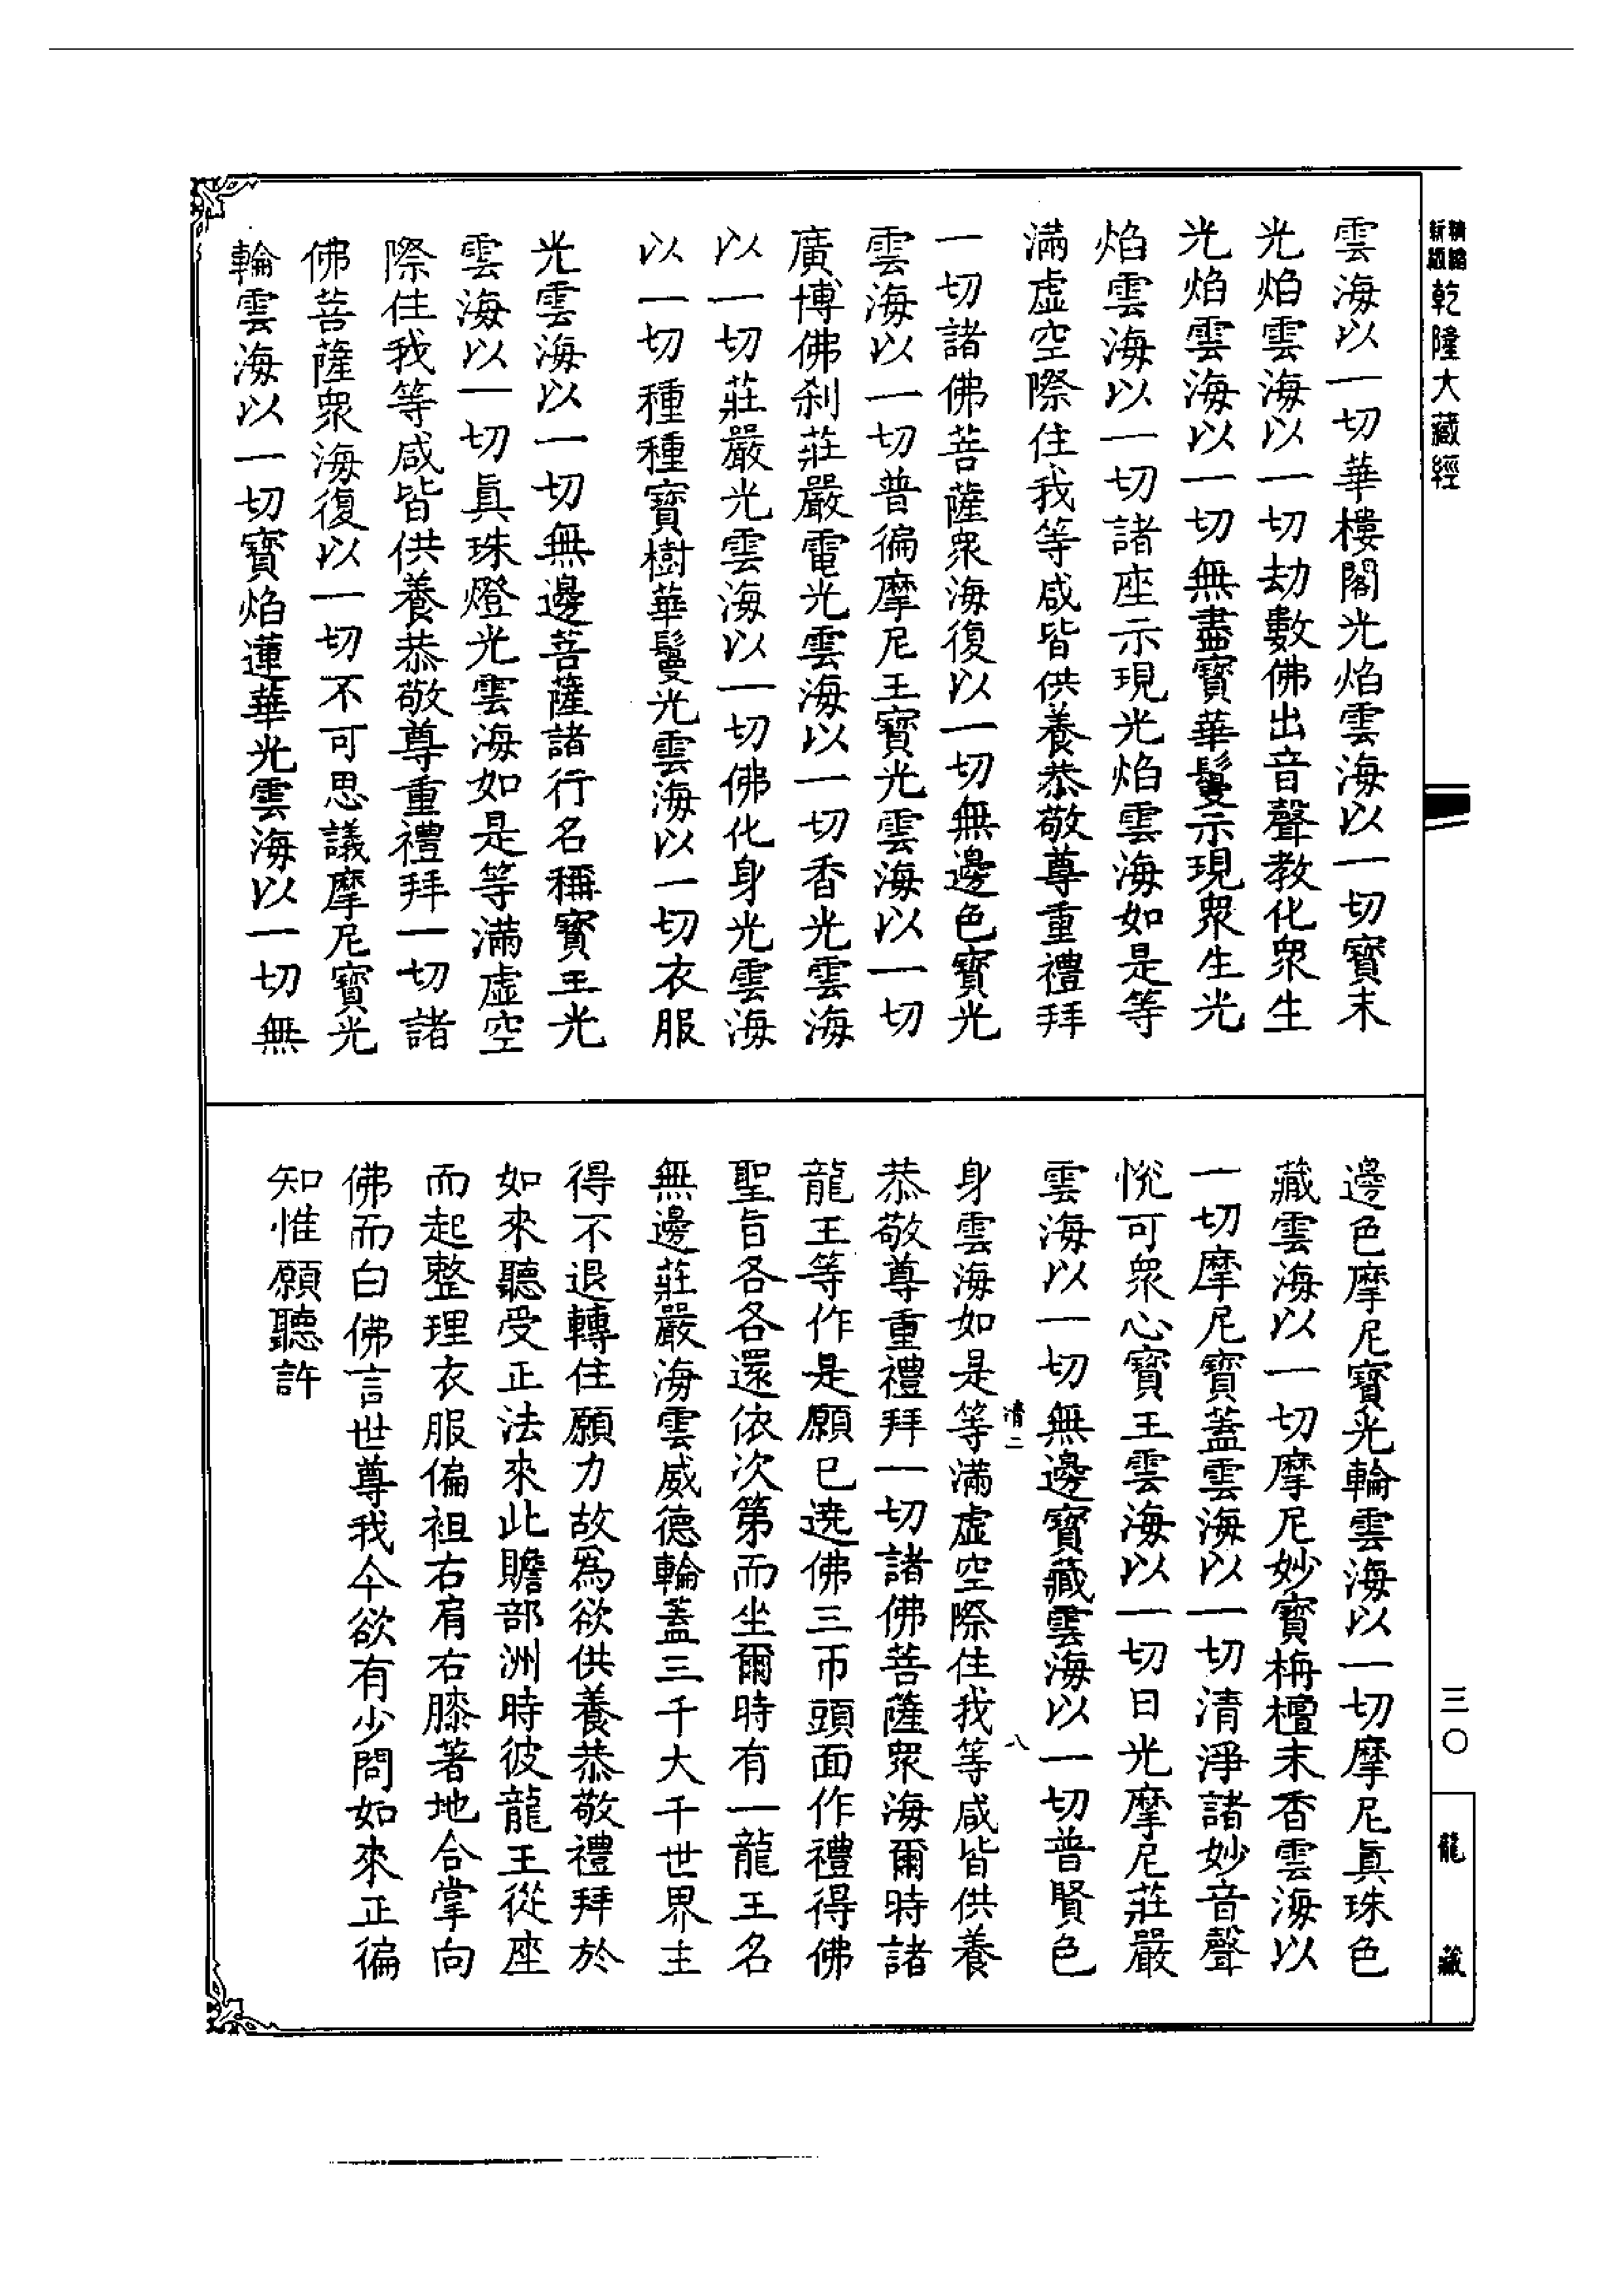 新編縮編乾隆大藏經
雲海以一切華樓閣光焰雲海以一切寶末
光焰雲海以一切劫數佛出音聲教化眾生
光焰雲海以一切無盡寶華鬘示現眾生光
焰雲海以一切諸座示現光焰雲海如是等
滿虛空際住我等咸皆供養恭敬尊重禮拜
一切諸佛菩薩眾海復以一切無邊色寶光
雲海以一切普徧摩尼王寶光雲海以一切
廣博佛剎莊嚴電光雲海以一切香光雲海
以一切莊嚴光雲海以一切佛化身光雲海
以一切種種寶樹華鬘光雲海以一切衣服
光雲海以一切無邊菩薩諸行名稱寶王光
雲海以一切眞珠燈光雲海如是等滿虛空
際住我等咸皆供養恭敬尊重禮拜一切諸
佛菩薩眾海復以一切不可思議摩尼寶光
輪雲海以一切寶焰蓮華光雲海以一切無
邊色摩尼寶光輪雲海以一切摩尼眞珠色
藏雲海以一切摩尼妙寶栴檀末香雲海以
一切摩尼寶蓋雲海以一切清淨諸妙音聲
悅可眾心寶王雲海以一切日光摩尼莊嚴
雲海以一切無邊寶藏雲海以一切普賢色
清二 八
身雲海如是等滿虛空際住我等咸皆供養
恭敬尊重禮拜一切諸佛菩薩眾海爾時諸
龍王等作是願已遶佛三帀頭面作禮得佛
聖旨各各還依次第而坐爾時有一龍王名
無邊莊嚴海雲威德輪蓋三千大千世界主
得不退轉住願力故爲欲供養恭敬禮拜於
如來聽受正法來此贍部洲時彼龍王從座
而起整理衣服偏袒右肩右膝著地合掌向
佛而白佛言世尊我今欲有少問如來正徧
知惟願聽許
三〇
龍藏